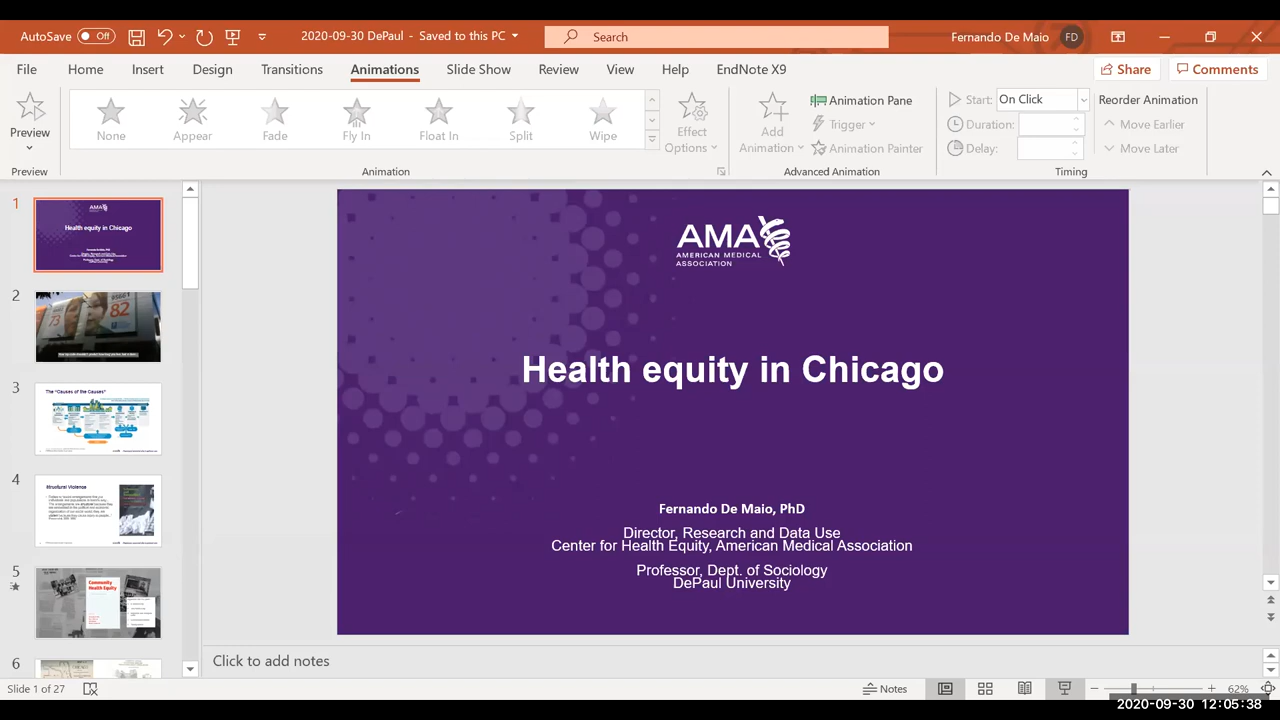 AutoSave Off
2020-09-30 DePaul - Saved to this PC
Search
Fernando De Maio FD
File Home Insert Design Transitions Animations Slide Show Review View Help EndNote X9
Share Comments
Preview
Preview
None Appear Fade Fly In Float In Split Wipe
Animation
Effect Options
Add Animation
Animation Pane
Trigger
Animation Painter
Advanced Animation
Start: On Click
Duration:
Delay:
Reorder Animation
Move Earlier
Move Later
Timing
1
AMA
Health equity in Chicago
2
73 82
3
The "Causes of the Causes"
4
Structural Violence
5
Community
Health Equity
6
AMA
AMERICAN MEDICAL
ASSOCIATION
Health equity in Chicago
Fernando De Maio, PhD
Director, Research and Data Use
Center for Health Equity, American Medical Association
Professor, Dept. of Sociology
DePaul University
Click to add notes
Slide 1 of 27
Notes
62%
2020-09-30 12:05:38